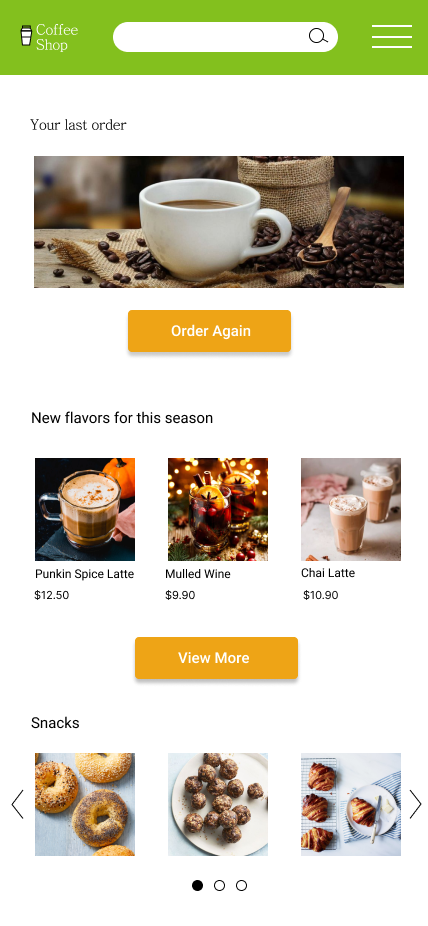 Coffee
Shop
Your last order
Order Again
New flavors for this season
Punkin Spice Latte
Mulled Wine
Chai Latte
$12.50
$9.90
$10.90
View More
Snacks